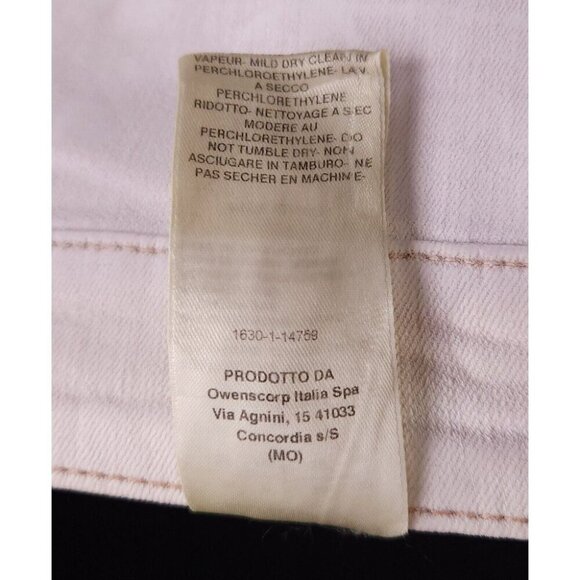 VAPEUR- MILD DRY CLEAN IN
PERCHLOROETHYLENE- LAV
A SECCO
PERCHLORETHYLENE
RIDOTTO- NETTOYAGE A SEC
MODERE AU
PERCHLORETHYLENE- DO
NOT TUMBLE DRY- NON
ASCIUGARE IN TAMBURO- NE
PAS SECHER EN MACHINE-
1630-1-14759
PRODOTTO DA
Owenscorp Italia Spa
Via Agnini, 15 41033
Concordia s/S
(MO)